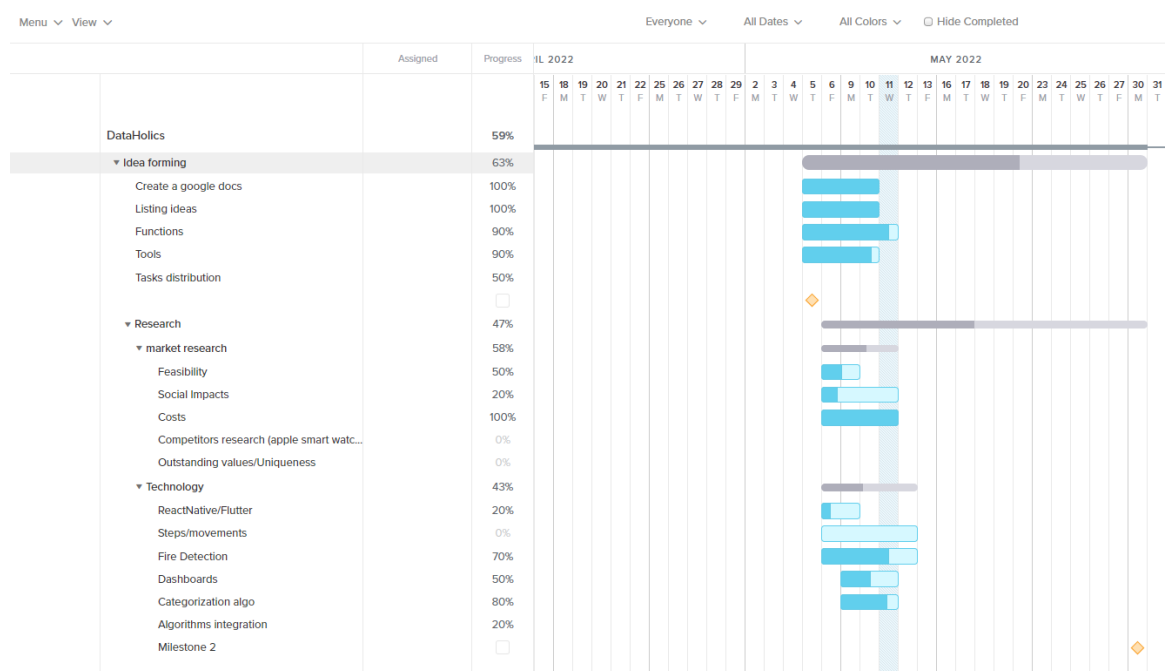 Menu View Everyone All Dates All Colors Hide Completed
Assigned Progress IL 2022 MAY 2022
15 18 19 20 21 22 25 26 27 28 29 2 3 4 5 6 9 10 11 12 13 16 17 18 19 20 23 24 25 26 27 30 31
F M T W T F M T W T F M T W T F M T W T F M T W T F M T W T F M T
DataHolics 59%
Idea forming 63%
Create a google docs 100%
Listing ideas 100%
Functions 90%
Tools 90%
Tasks distribution 50%
Research 47%
market research 58%
Feasibility 50%
Social Impacts 20%
Costs 100%
Competitors research (apple smart watc... 0%
Outstanding values/Uniqueness 0%
Technology 43%
ReactNative/Flutter 20%
Steps/movements 0%
Fire Detection 70%
Dashboards 50%
Categorization algo 80%
Algorithms integration 20%
Milestone 2